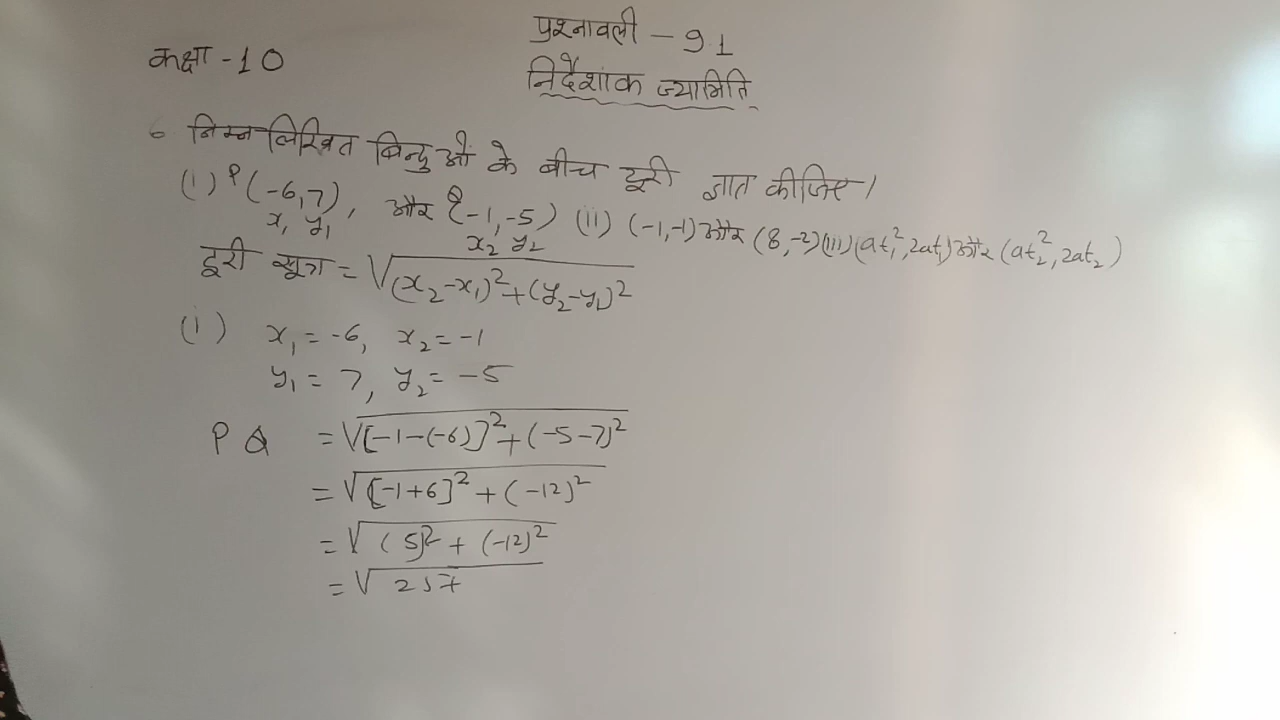 प्रश्नावली - 91
कक्षा - 10
निर्देशांक ज्यामिति
6 निम्नलिखित बिन्दुओं के बीच दूरी ज्ञात कीजिए।
(i) P(-6,7), और Q(-1,-5) (ii) (-1,-1) और (8,-2) (iii) (at₁², 2at₁) और (at₂², 2at₂)
x₁ y₁ x₂ y₂
दूरी सूत्र = √(x₂-x₁)²+(y₂-y₁)²
(i) x₁ = -6, x₂ = -1
y₁ = 7, y₂ = -5
PQ = √[-1-(-6)]²+(-5-7)²
= √[-1+6]²+(-12)²
= √(5)²+(-12)²
= √25+